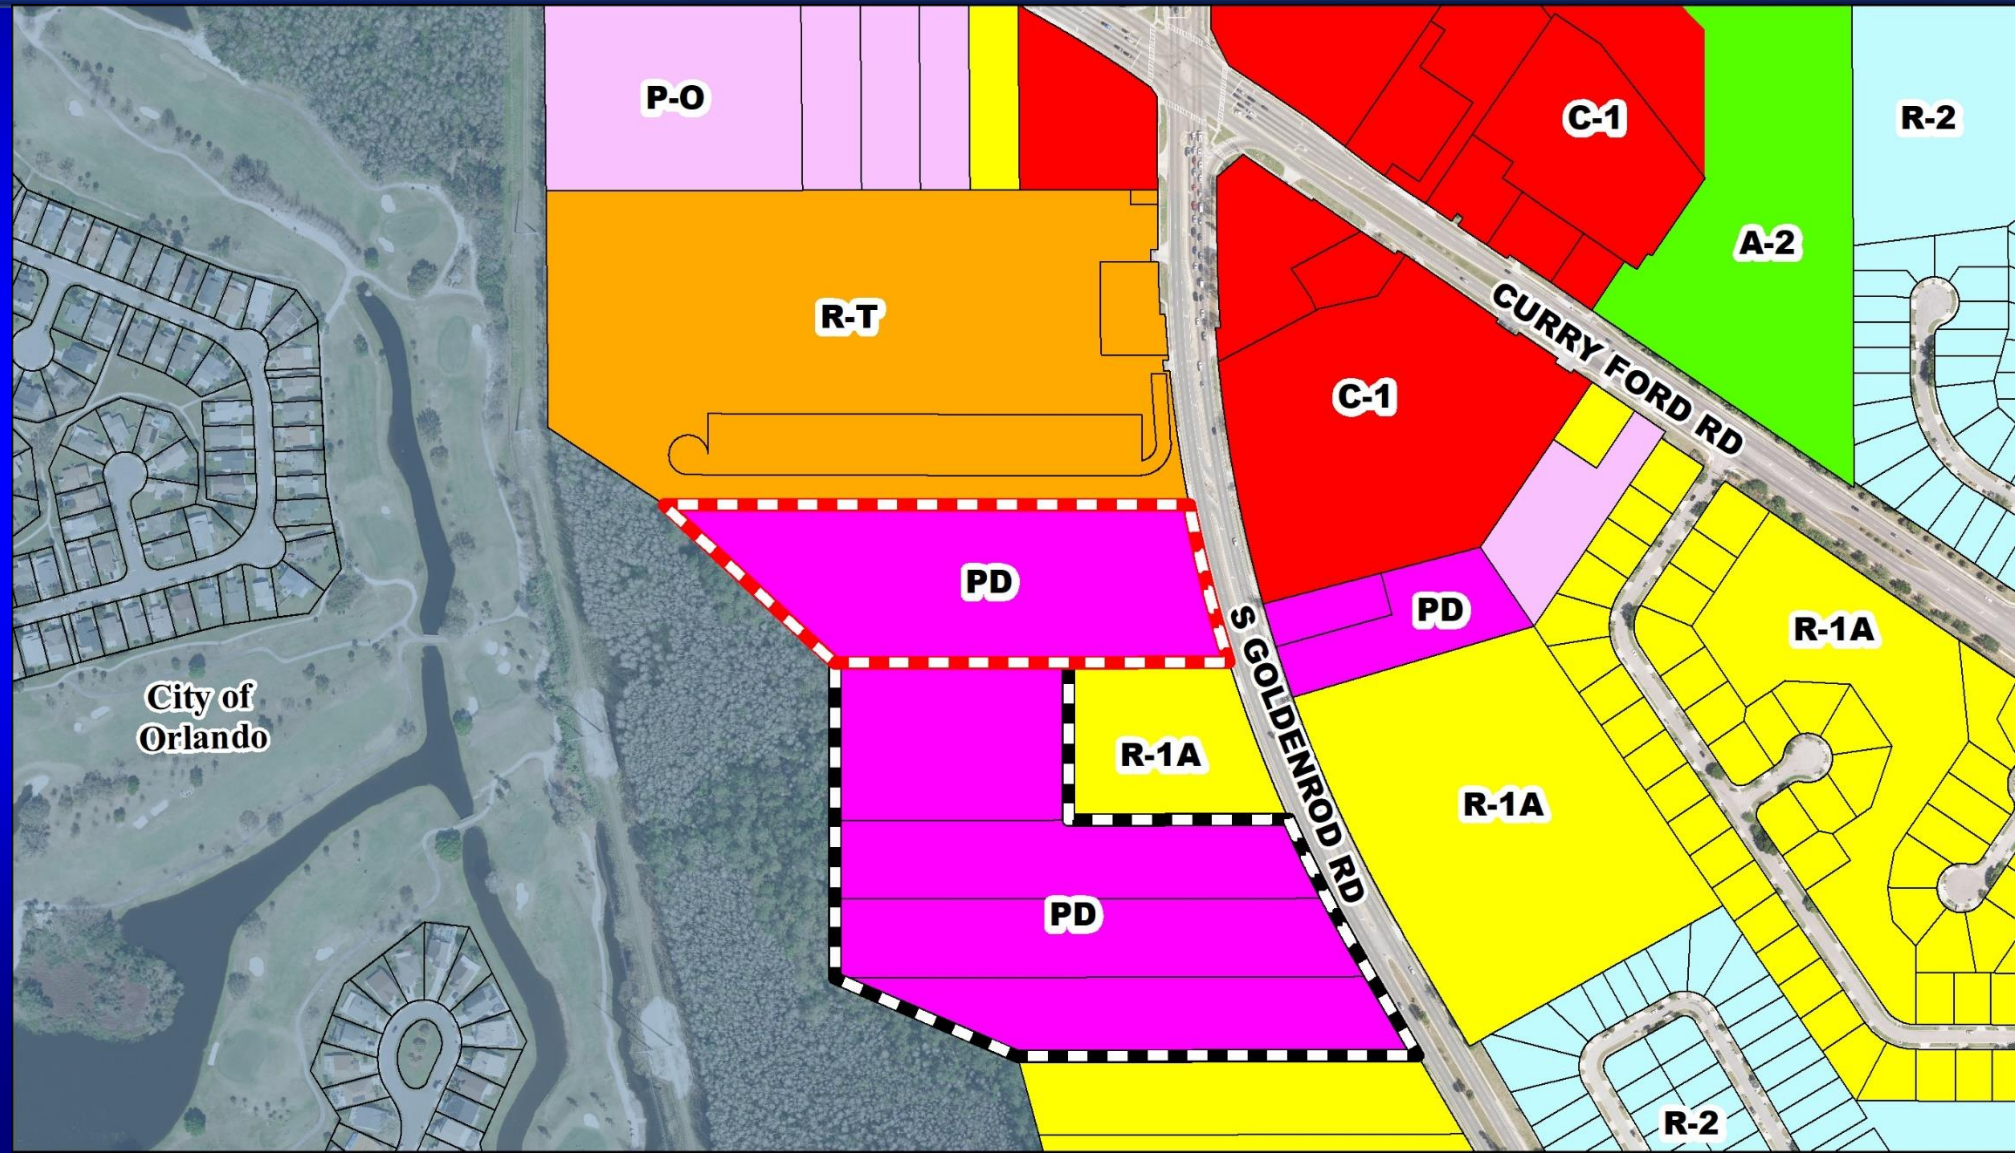 P-O
C-1
R-2
A-2
R-T
CURRY FORD RD
C-1
PD
PD
S GOLDENROD RD
R-1A
City of
Orlando
R-1A
R-1A
PD
R-2